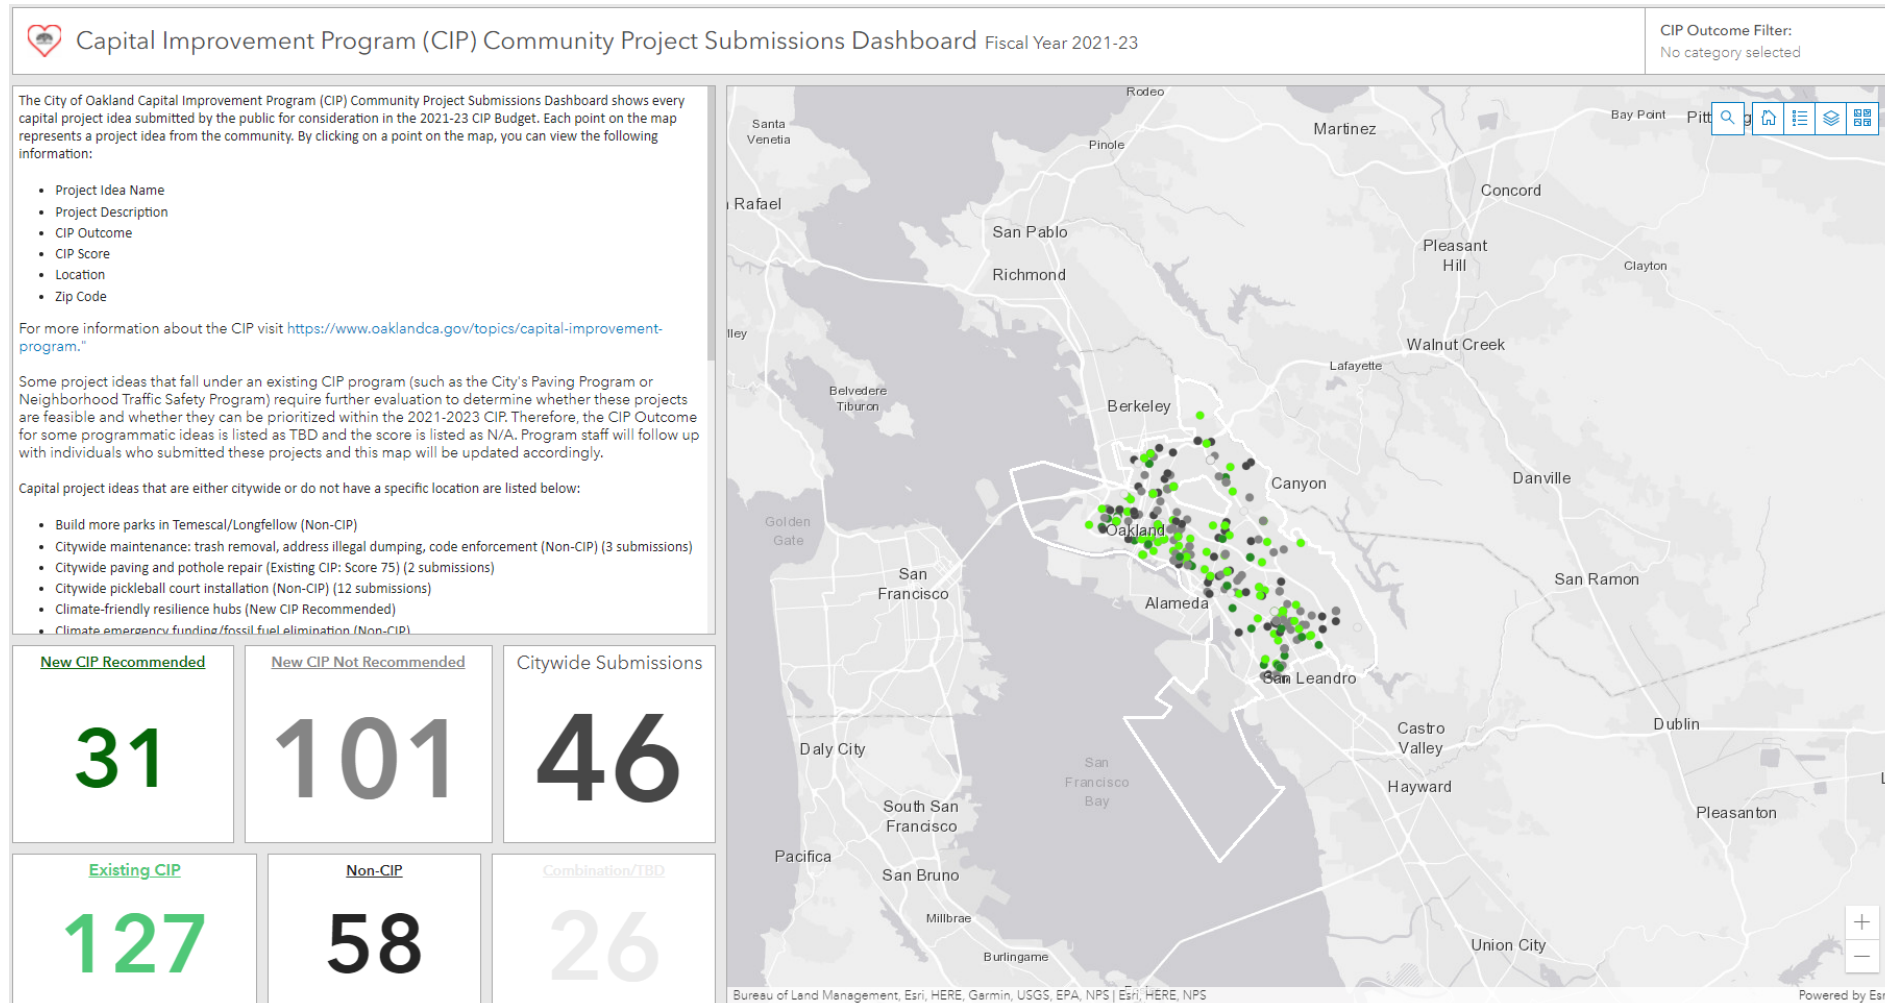 Capital Improvement Program (CIP) Community Project Submissions Dashboard Fiscal Year 2021-23
CIP Outcome Filter:
No category selected
The City of Oakland Capital Improvement Program (CIP) Community Project Submissions Dashboard shows every
capital project idea submitted by the public for consideration in the 2021-23 CIP Budget. Each point on the map
represents a project idea from the community. By clicking on a point on the map, you can view the following
information:
• Project Idea Name
• Project Description
• CIP Outcome
• CIP Score
• Location
• Zip Code
For more information about the CIP visit https://www.oaklandca.gov/topics/capital-improvement-
program."
Some project ideas that fall under an existing CIP program (such as the City's Paving Program or
Neighborhood Traffic Safety Program) require further evaluation to determine whether these projects
are feasible and whether they can be prioritized within the 2021-2023 CIP. Therefore, the CIP Outcome
for some programmatic ideas is listed as TBD and the score is listed as N/A. Program staff will follow up
with individuals who submitted these projects and this map will be updated accordingly.
Capital project ideas that are either citywide or do not have a specific location are listed below:
• Build more parks in Temescal/Longfellow (Non-CIP)
• Citywide maintenance: trash removal, address illegal dumping, code enforcement (Non-CIP) (3 submissions)
• Citywide paving and pothole repair (Existing CIP: Score 75) (2 submissions)
• Citywide pickleball court installation (Non-CIP) (12 submissions)
• Climate-friendly resilience hubs (New CIP Recommended)
• Climate emergency funding/fossil fuel elimination (Non-CIP)
New CIP Recommended
31
New CIP Not Recommended
101
Citywide Submissions
46
Existing CIP
127
Non-CIP
58
Combination/TBD
26
Rodeo
Santa
Venetia
Martinez
Bay Point
Pitt
g
Pinole
Concord
Rafael
San Pablo
Pleasant
Hill
Clayton
Richmond
lley
Walnut Creek
Lafayette
Belvedere
Tiburon
Berkeley
Canyon
Danville
Golden
Gate
Oakland
San
Francisco
San Ramon
Alameda
San Leandro
Dublin
Castro
Valley
Daly City
San
Francisco
Bay
Hayward
South San
Francisco
Pleasanton
L
Pacifica
San Bruno
Millbrae
Union City
Burlingame
Bureau of Land Management, Esri, HERE, Garmin, USGS, EPA, NPS | Esri, HERE, NPS
Powered by Esri